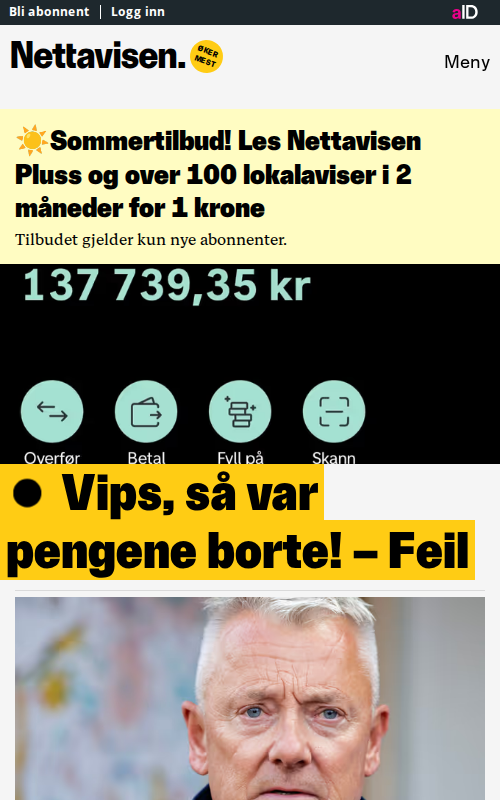 Bli abonnent
Logg inn
aID
Nettavisen.
ØKER
MEST
Meny
☀️Sommertilbud! Les Nettavisen
Pluss og over 100 lokalaviser i 2
måneder for 1 krone
Tilbudet gjelder kun nye abonnenter.
137 739,35 kr
Overfør Betal Fyll på Skann
Vips, så var
pengene borte! – Feil